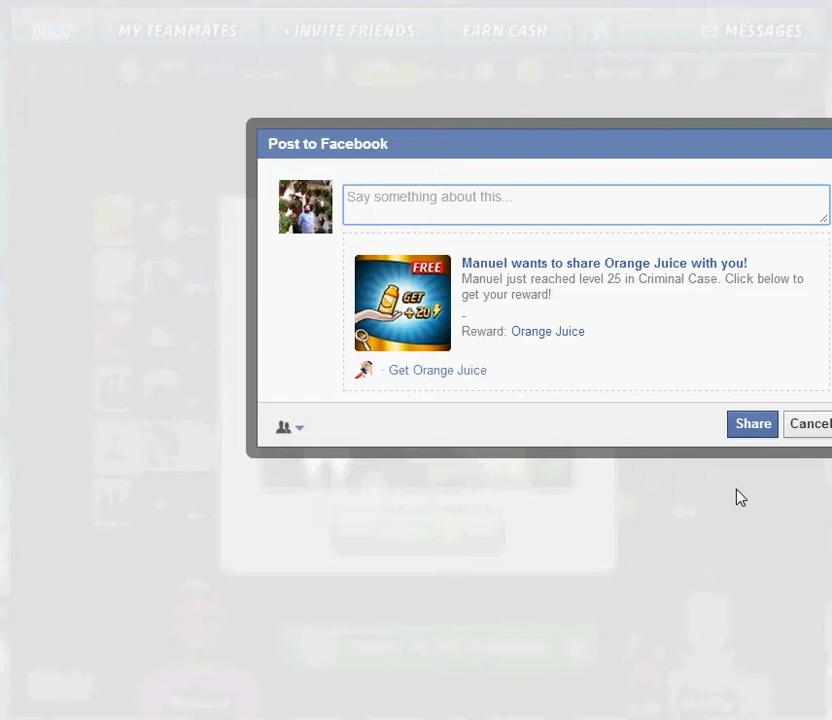 PLAY
MY TEAMMATES
+INVITE FRIENDS
EARN CASH
MESSAGES
Post to Facebook
Say something about this...
FREE
GET
+20
Manuel wants to share Orange Juice with you!
Manuel just reached level 25 in Criminal Case. Click below to
get your reward!
-
Reward: Orange Juice
· Get Orange Juice
Share
Cancel